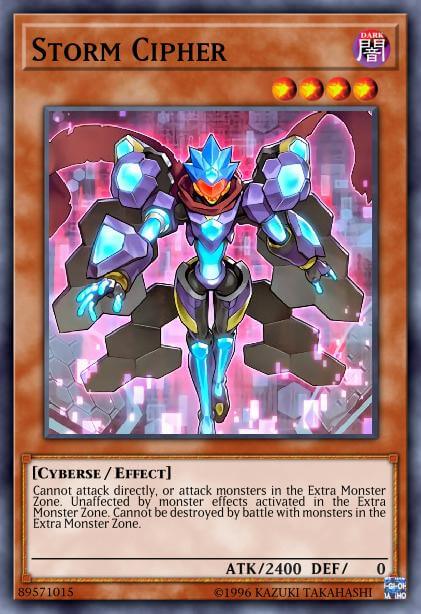 STORM CIPHER
DARK
闇
[CYBERSE / EFFECT]
Cannot attack directly, or attack monsters in the Extra Monster
Zone. Unaffected by monster effects activated in the Extra
Monster Zone. Cannot be destroyed by battle with monsters in the
Extra Monster Zone.
ATK/2400 DEF/ 0
89571015 ©1996 KAZUKI TAKAHASHI